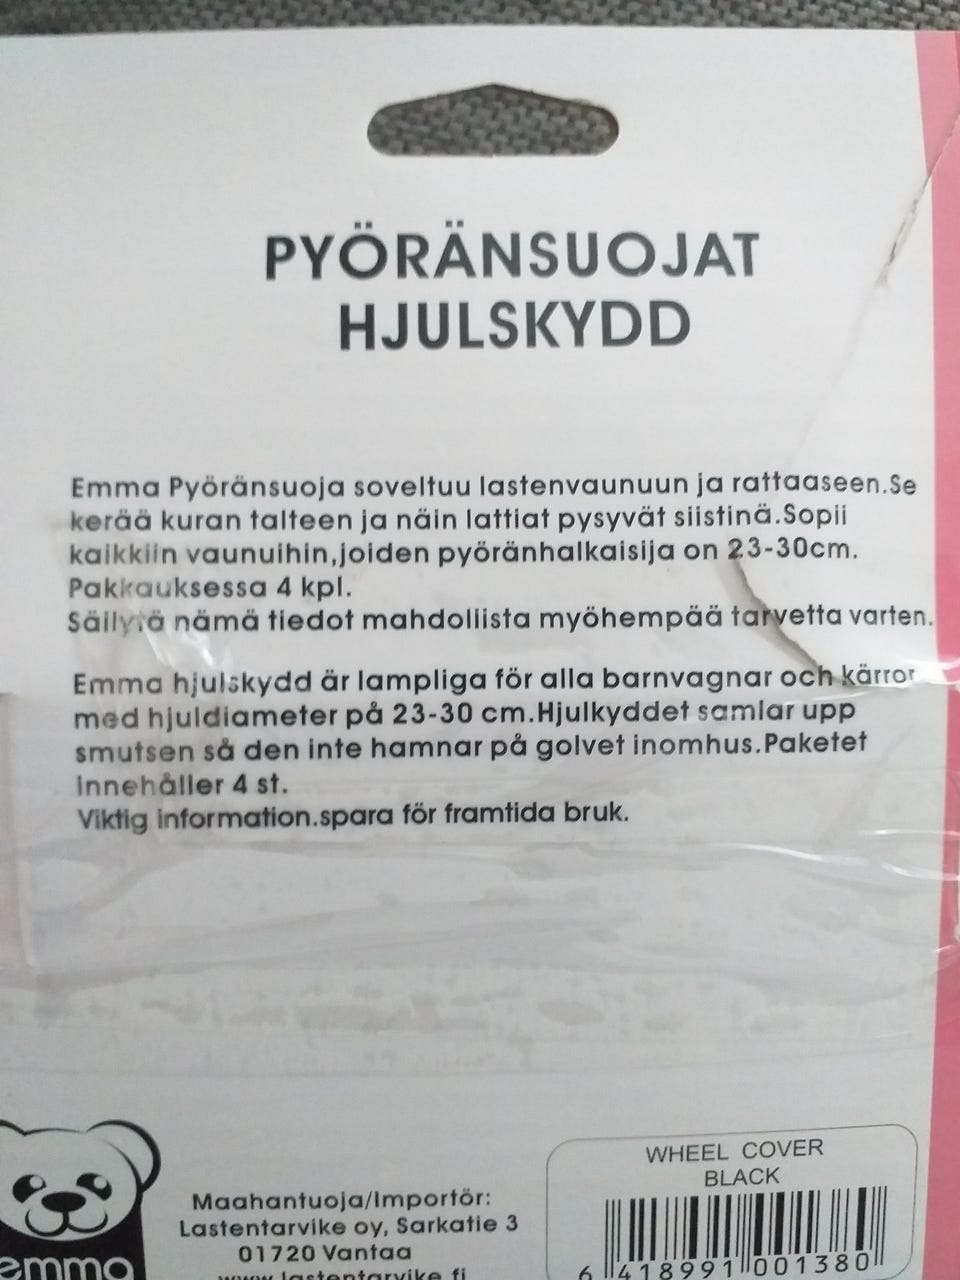 PYÖRÄNSUOJAT
HJULSKYDD
Emma Pyöränsuoja soveltuu lastenvaunuun ja rattaaseen.Se
kerää kuran talteen ja näin lattiat pysyvät siistinä.Sopii
kaikkiin vaunuihin,joiden pyöränhalkaisija on 23-30cm.
Pakkauksessa 4 kpl.
Säilytä nämä tiedot mahdollista myöhempää tarvetta varten.
Emma hjulskydd är lampliga för alla barnvagnar och kärror
med hjuldiameter på 23-30 cm.Hjulkyddet samlar upp
smutsen så den inte hamnar på golvet inomhus.Paketet
innehåller 4 st.
Viktig information.spara för framtida bruk.
emma
Maahantuoja/Importör:
Lastentarvike oy, Sarkatie 3
01720 Vantaa
www.lastentarvike.fi
WHEEL COVER
BLACK
6 418991 001380